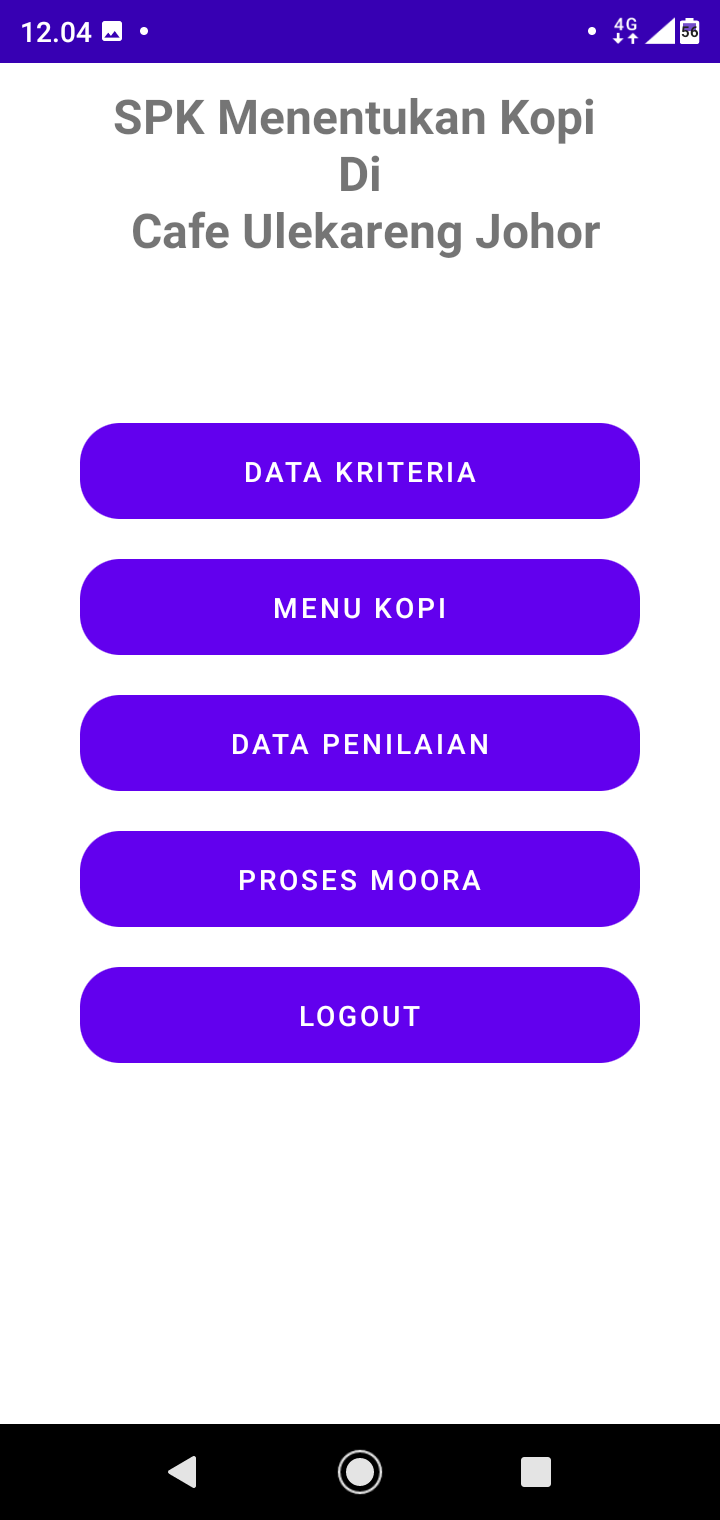 12.04
4G
56
SPK Menentukan Kopi
Di
Cafe Ulekareng Johor
DATA KRITERIA
MENU KOPI
DATA PENILAIAN
PROSES MOORA
LOGOUT